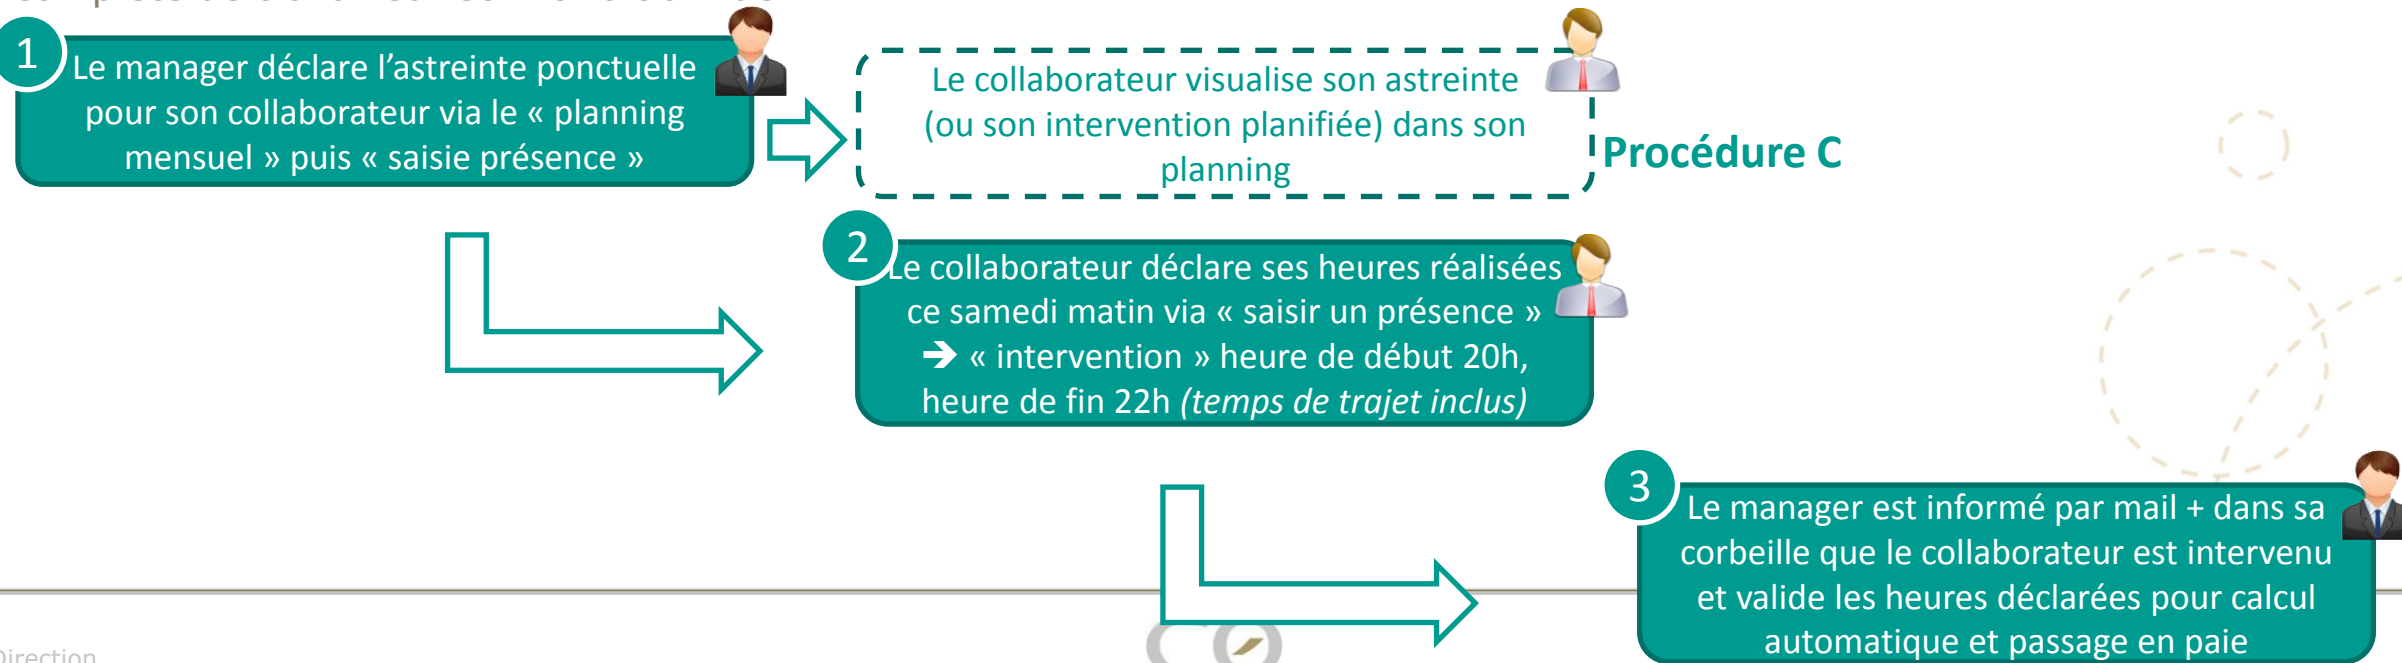 1
Le manager déclare l’astreinte ponctuelle
pour son collaborateur via le « planning
mensuel » puis « saisie présence »
Le collaborateur visualise son astreinte
(ou son intervention planifiée) dans son
planning
Procédure C
2
Le collaborateur déclare ses heures réalisées
ce samedi matin via « saisir un présence »
➔ « intervention » heure de début 20h,
heure de fin 22h (temps de trajet inclus)
3
Le manager est informé par mail + dans sa
corbeille que le collaborateur est intervenu
et valide les heures déclarées pour calcul
automatique et passage en paie
Direction